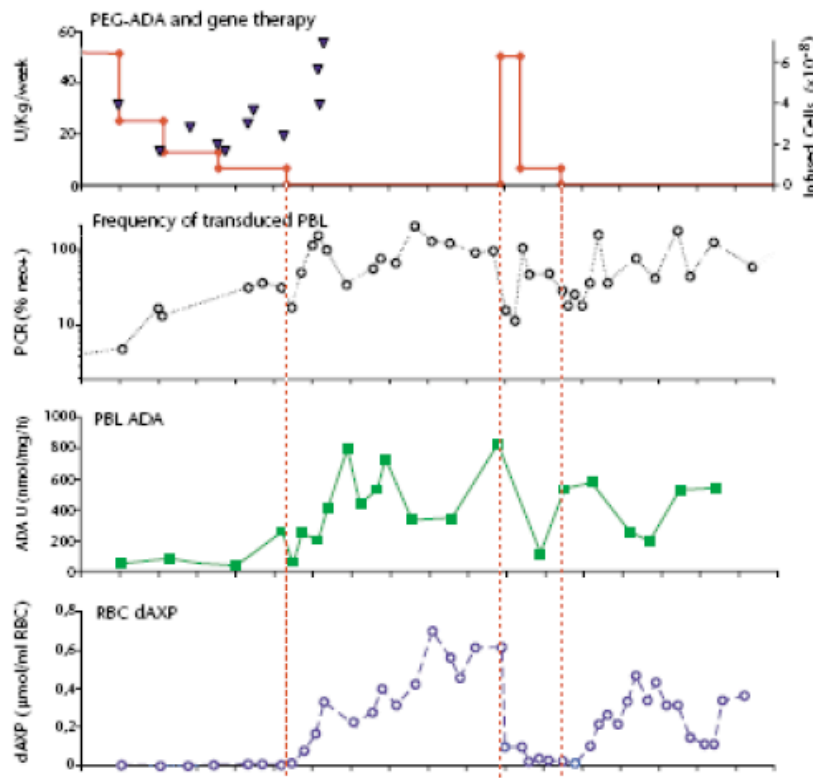 PEG-ADA and gene therapy
U/Kg/week
60
40
20
0
6
4
2
0
Infused Cells (x10⁻⁸)
Frequency of transduced PBL
PCR (% neo+)
100
10
PBL ADA
ADA U (nmol/mg/h)
1000
800
600
400
200
0
RBC dAXP
dAXP (µmol/ml RBC)
0,8
0,6
0,4
0,2
0